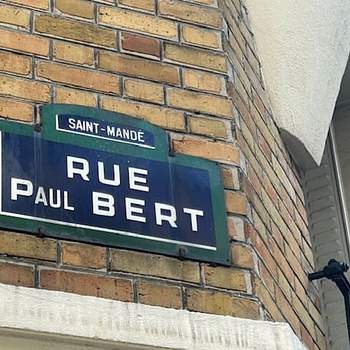 SAINT-MANDÉ
RUE
PAUL BERT